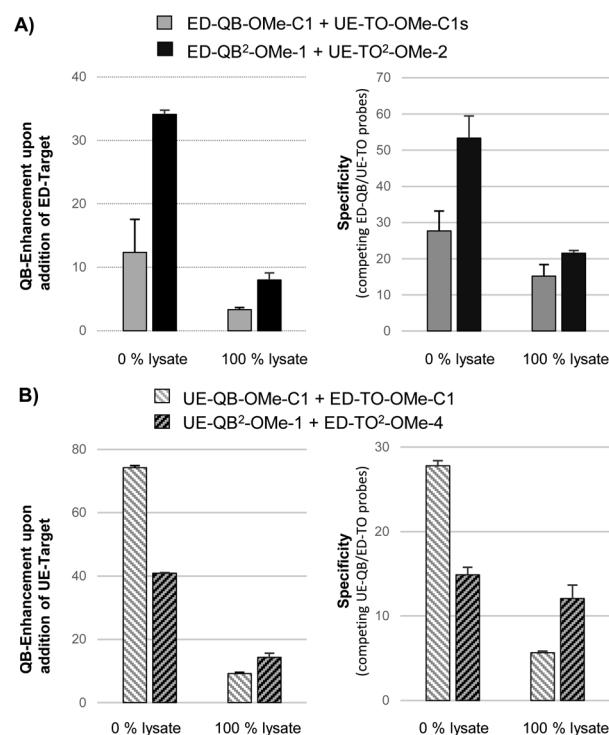 A)
ED-QB-OMe-C1 + UE-TO-OMe-C1s
ED-QB²-OMe-1 + UE-TO²-OMe-2
QB-Enhancement upon
addition of ED-Target
40
30
20
10
0
0 % lysate
100 % lysate
Specificity
(competing ED-QB/UE-TO probes)
70
60
50
40
30
20
10
0
0 % lysate
100 % lysate
B)
UE-QB-OMe-C1 + ED-TO-OMe-C1
UE-QB²-OMe-1 + ED-TO²-OMe-4
QB-Enhancement upon
addition of UE-Target
80
60
40
20
0
0 % lysate
100 % lysate
Specificity
(competing UE-QB/ED-TO probes)
30
20
10
0
0 % lysate
100 % lysate